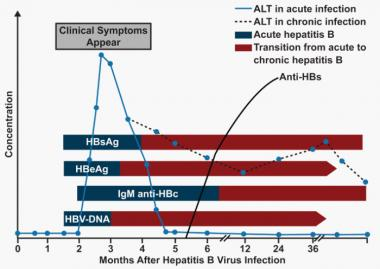 Clinical Symptoms
Appear
ALT in acute infection
ALT in chronic infection
Acute hepatitis B
Transition from acute to
chronic hepatitis B
Anti-HBs
Concentration
HBsAg
HBeAg
IgM anti-HBc
HBV-DNA
0 1 2 3 4 5 6 12 24 36
Months After Hepatitis B Virus Infection